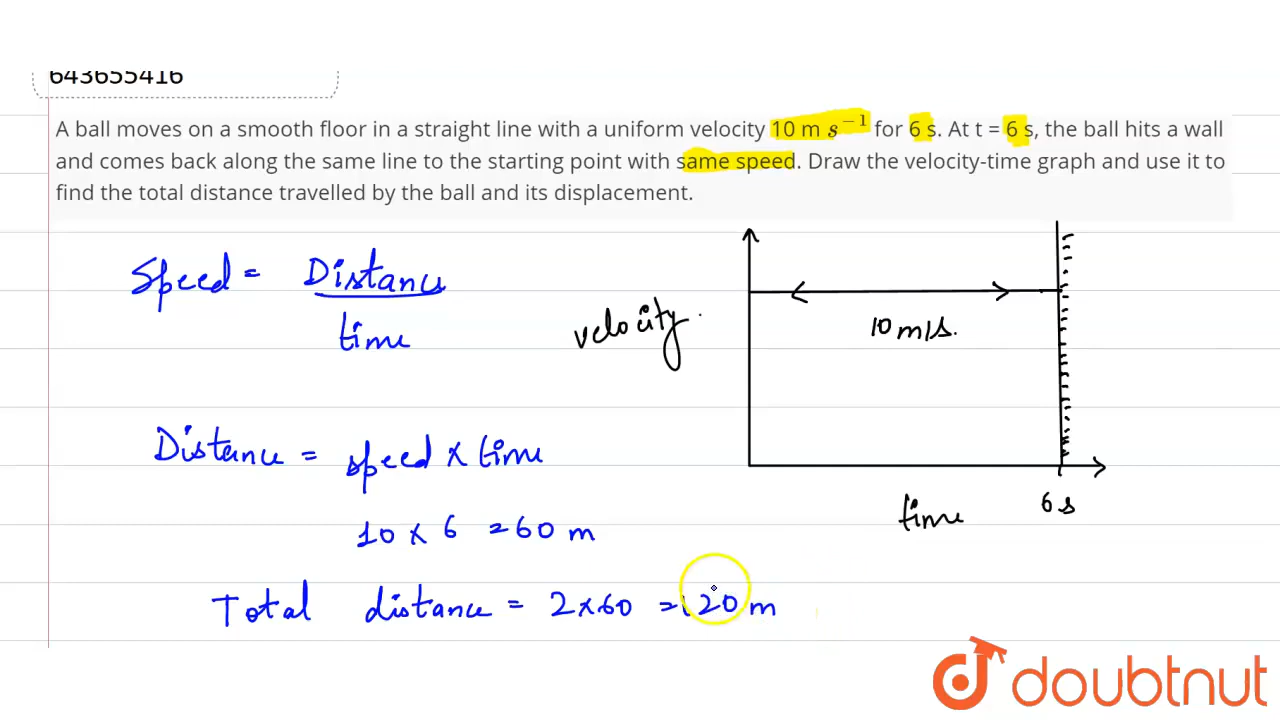 643655416
A ball moves on a smooth floor in a straight line with a uniform velocity 10 m s⁻¹ for 6 s. At t = 6 s, the ball hits a wall
and comes back along the same line to the starting point with same speed. Draw the velocity-time graph and use it to
find the total distance travelled by the ball and its displacement.
Speed = Distance
time
velocity
10 m/s.
Distance = speed × time
6 s
time
10 × 6 = 60 m
Total distance = 2 × 60 = 120 m
doubtnut